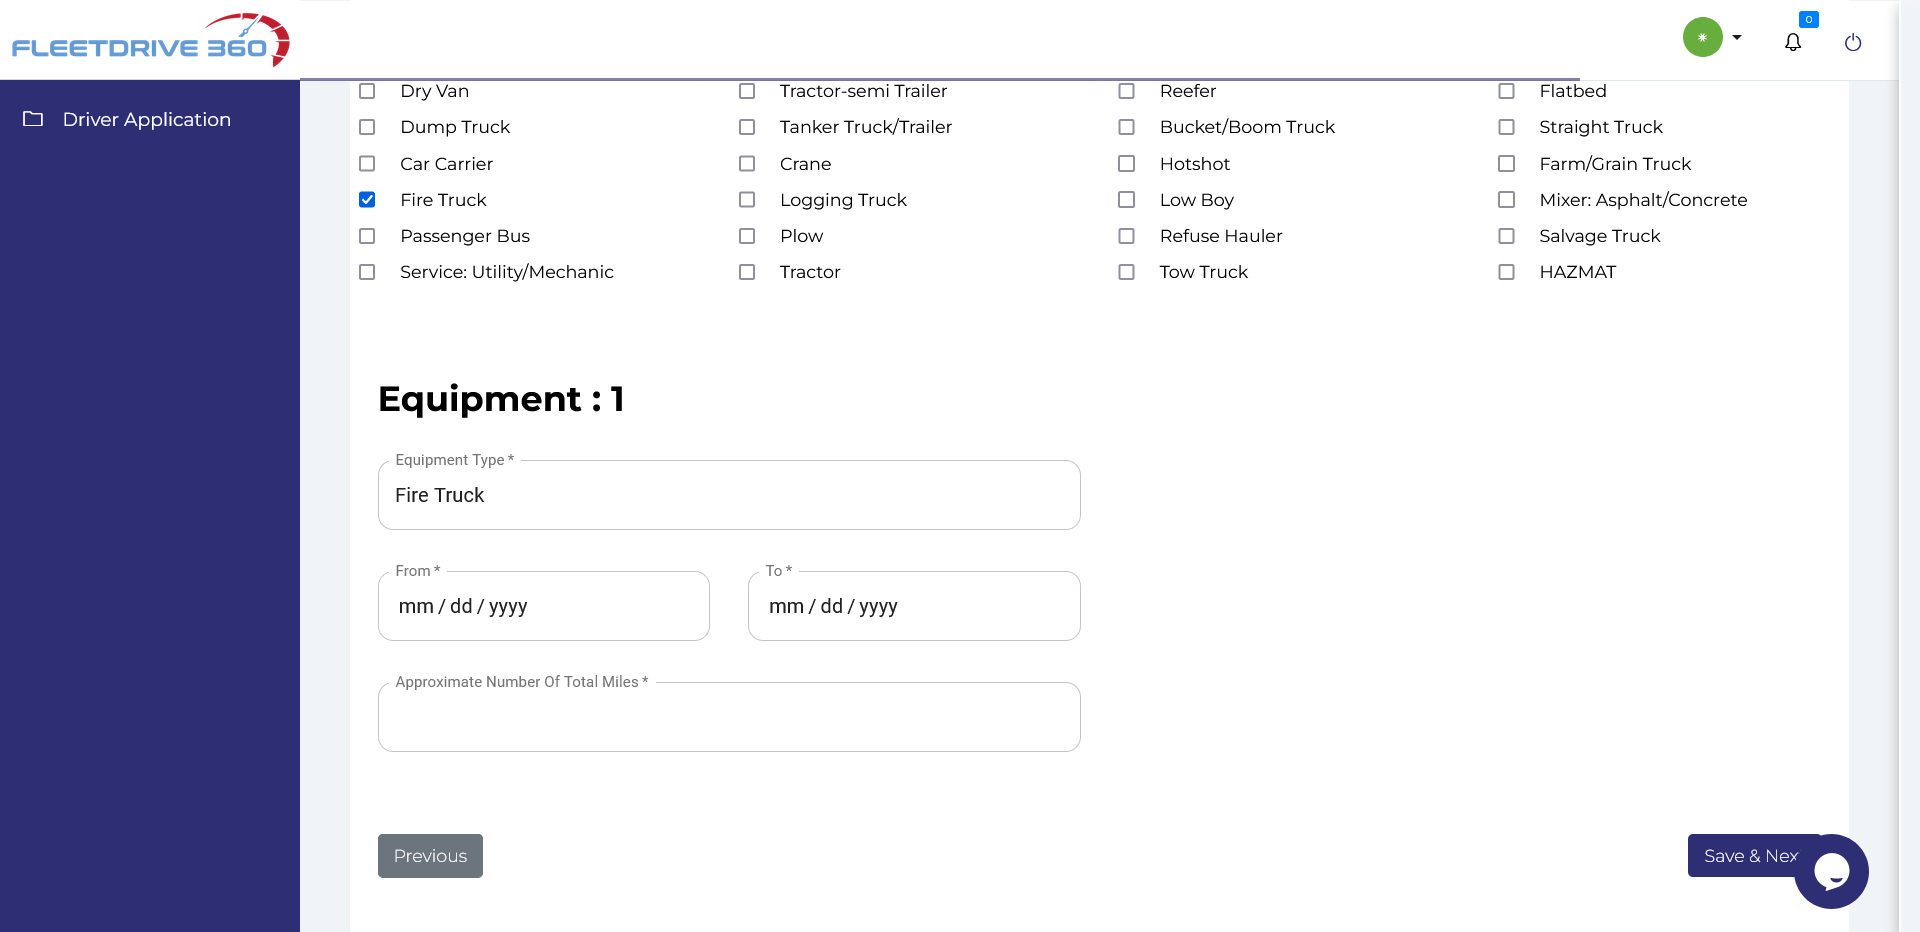 FLEETDRIVE 360
0
Driver Application
Dry Van
Tractor-semi Trailer
Reefer
Flatbed
Dump Truck
Tanker Truck/Trailer
Bucket/Boom Truck
Straight Truck
Car Carrier
Crane
Hotshot
Farm/Grain Truck
Fire Truck
Logging Truck
Low Boy
Mixer: Asphalt/Concrete
Passenger Bus
Plow
Refuse Hauler
Salvage Truck
Service: Utility/Mechanic
Tractor
Tow Truck
HAZMAT
Equipment : 1
Equipment Type *
Fire Truck
From *
mm / dd / yyyy
To *
mm / dd / yyyy
Approximate Number Of Total Miles *
Previous
Save & Nex